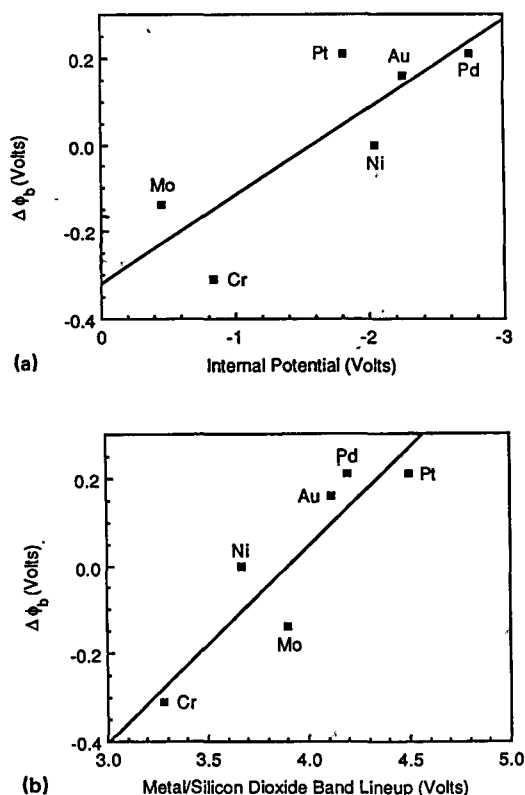 0.2
0.0
-0.2
-0.4
Δ ϕb (Volts)
Pt
Au
Pd
Ni
Mo
Cr
0 -1 -2 -3
(a)
Internal Potential (Volts)
0.2
0.0
-0.2
-0.4
Δ ϕb (Volts)
Pd
Pt
Au
Ni
Mo
Cr
3.0 3.5 4.0 4.5 5.0
(b)
Metal/Silicon Dioxide Band Lineup (Volts)